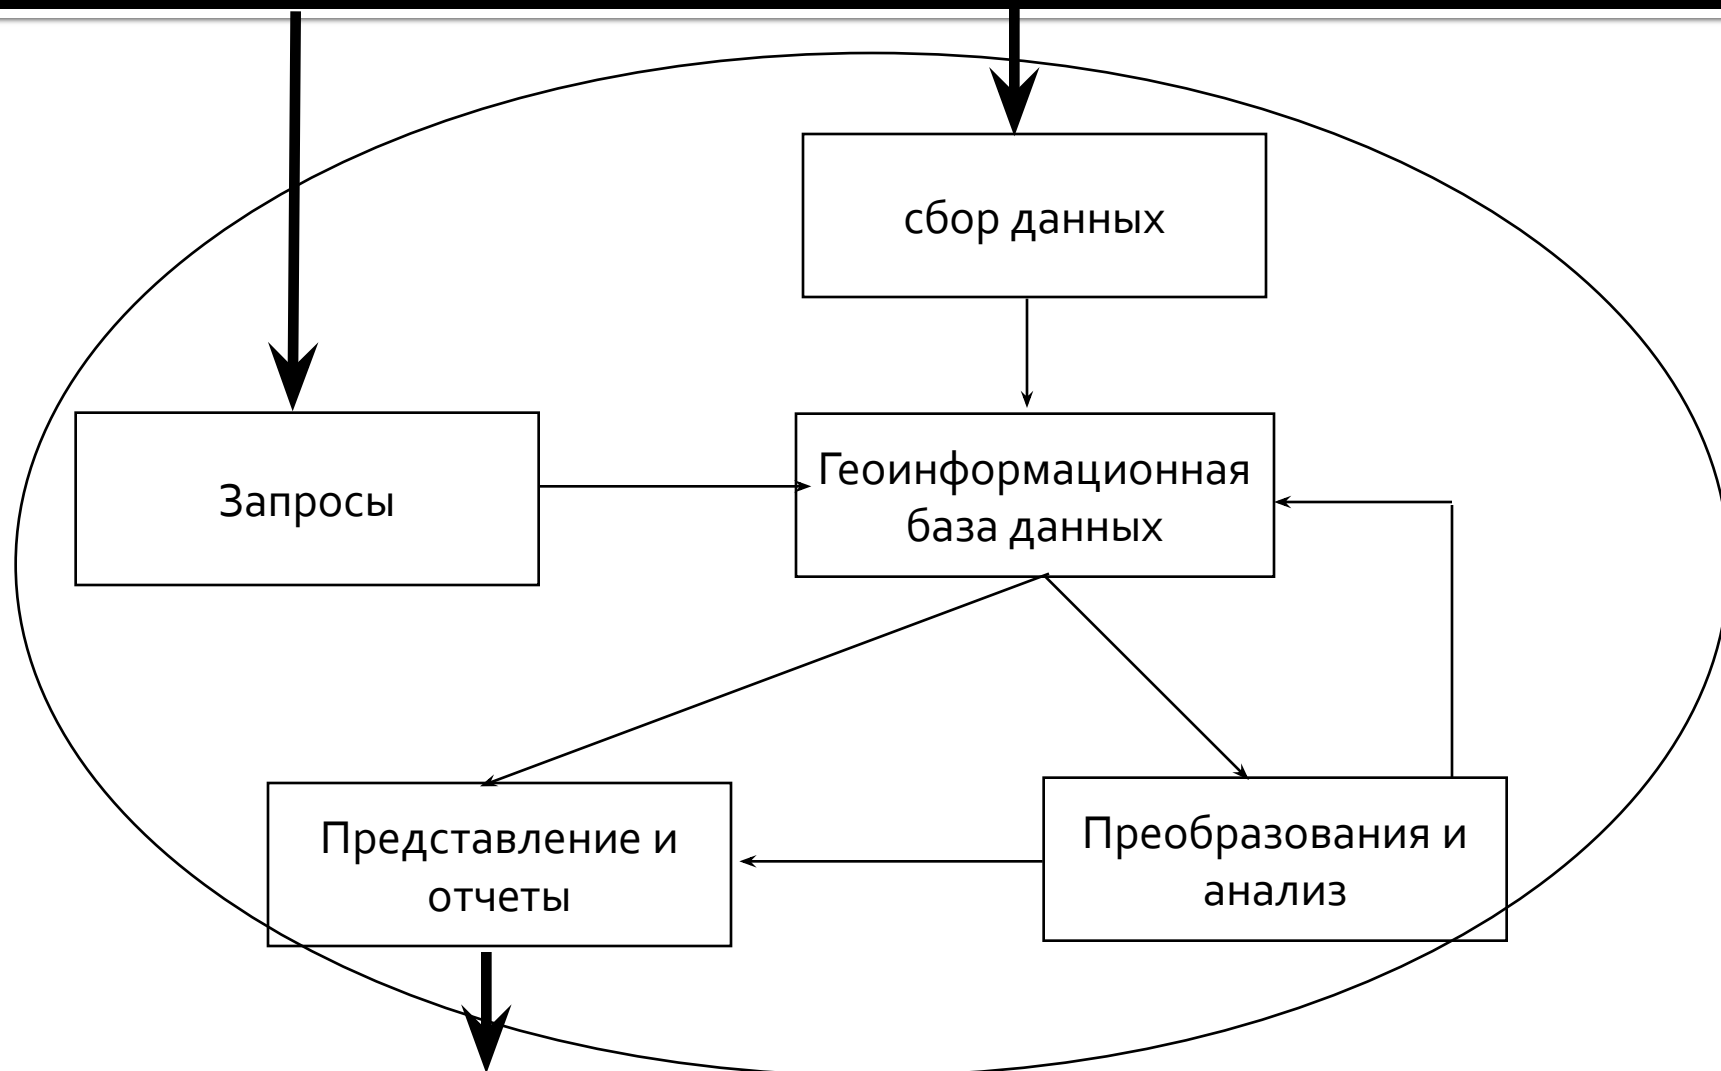 сбор данных
Запросы
Геоинформационная
база данных
Представление и
отчеты
Преобразования и
анализ